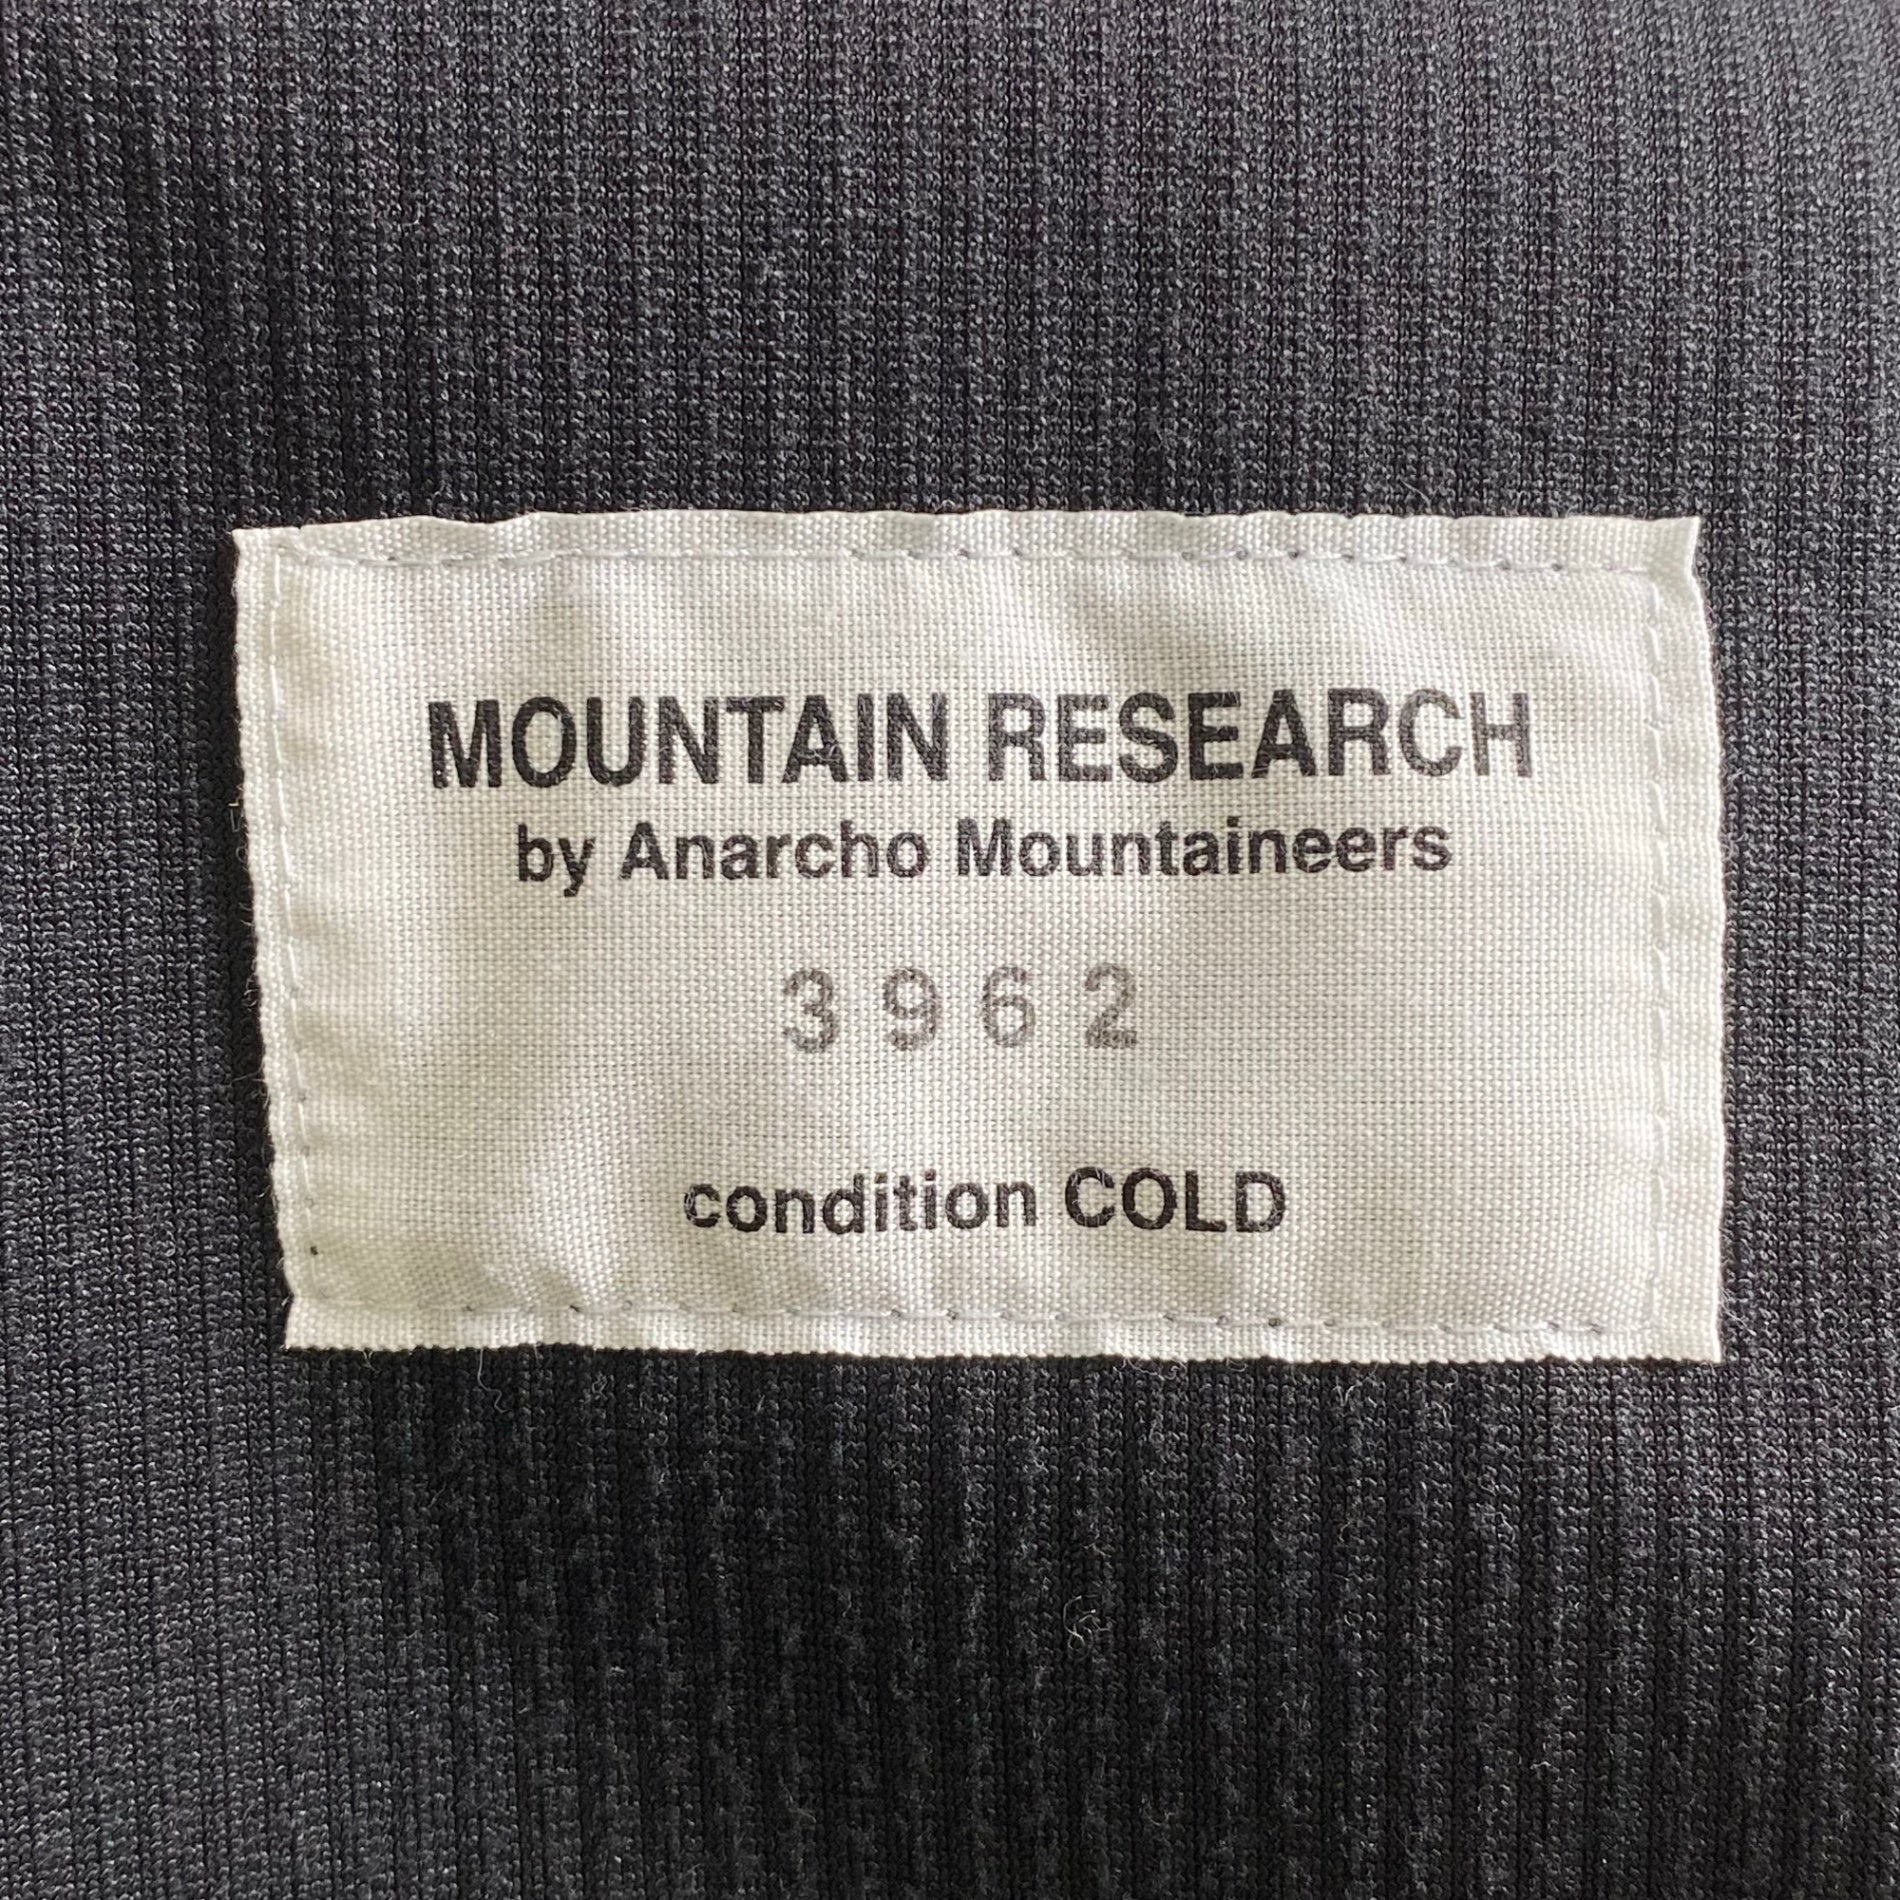 MOUNTAIN RESEARCH
by Anarcho Mountaineers
3962
condition COLD